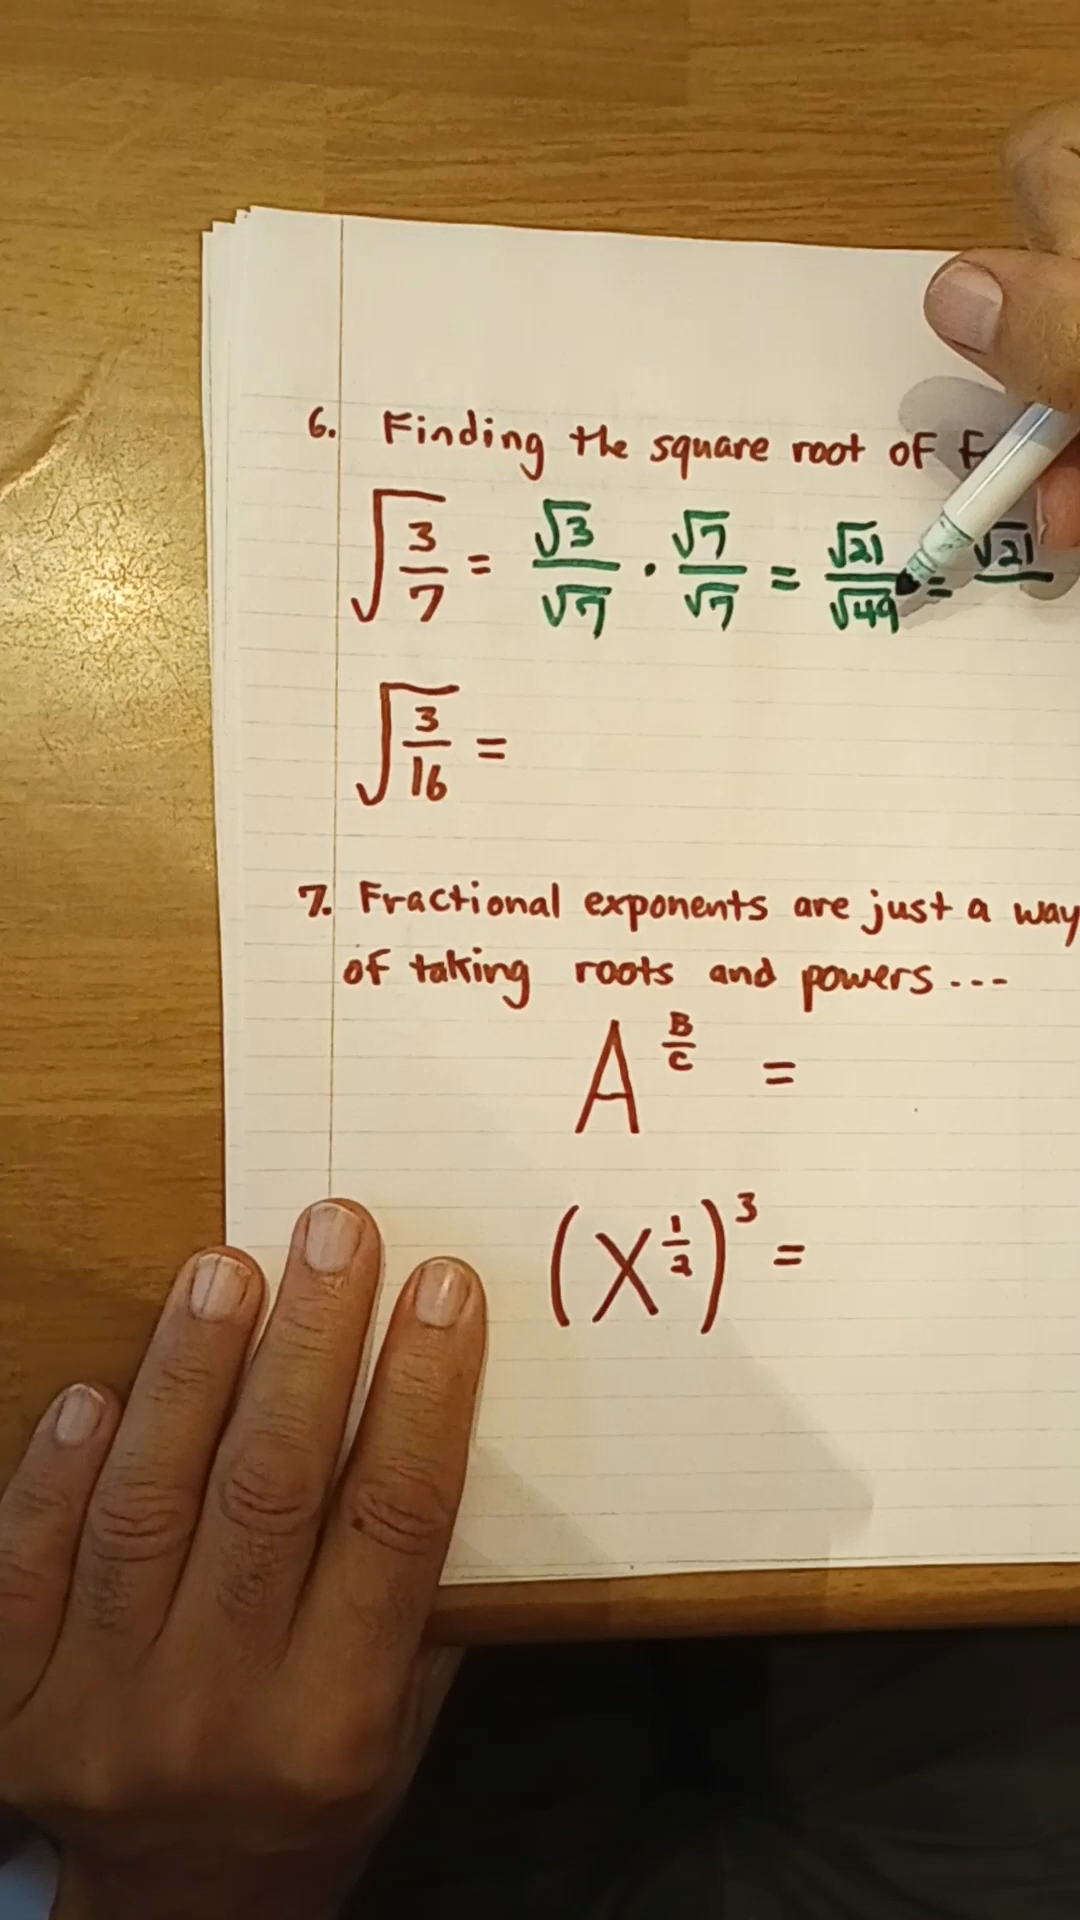 6. Finding the square root of
√(3/7) = √3/√7 · √7/√7 = √21/√49 = √21
√(3/16) =
7. Fractional exponents are just a way
of taking roots and powers ---
A^(B/C) =
(X^(1/2))^3 =